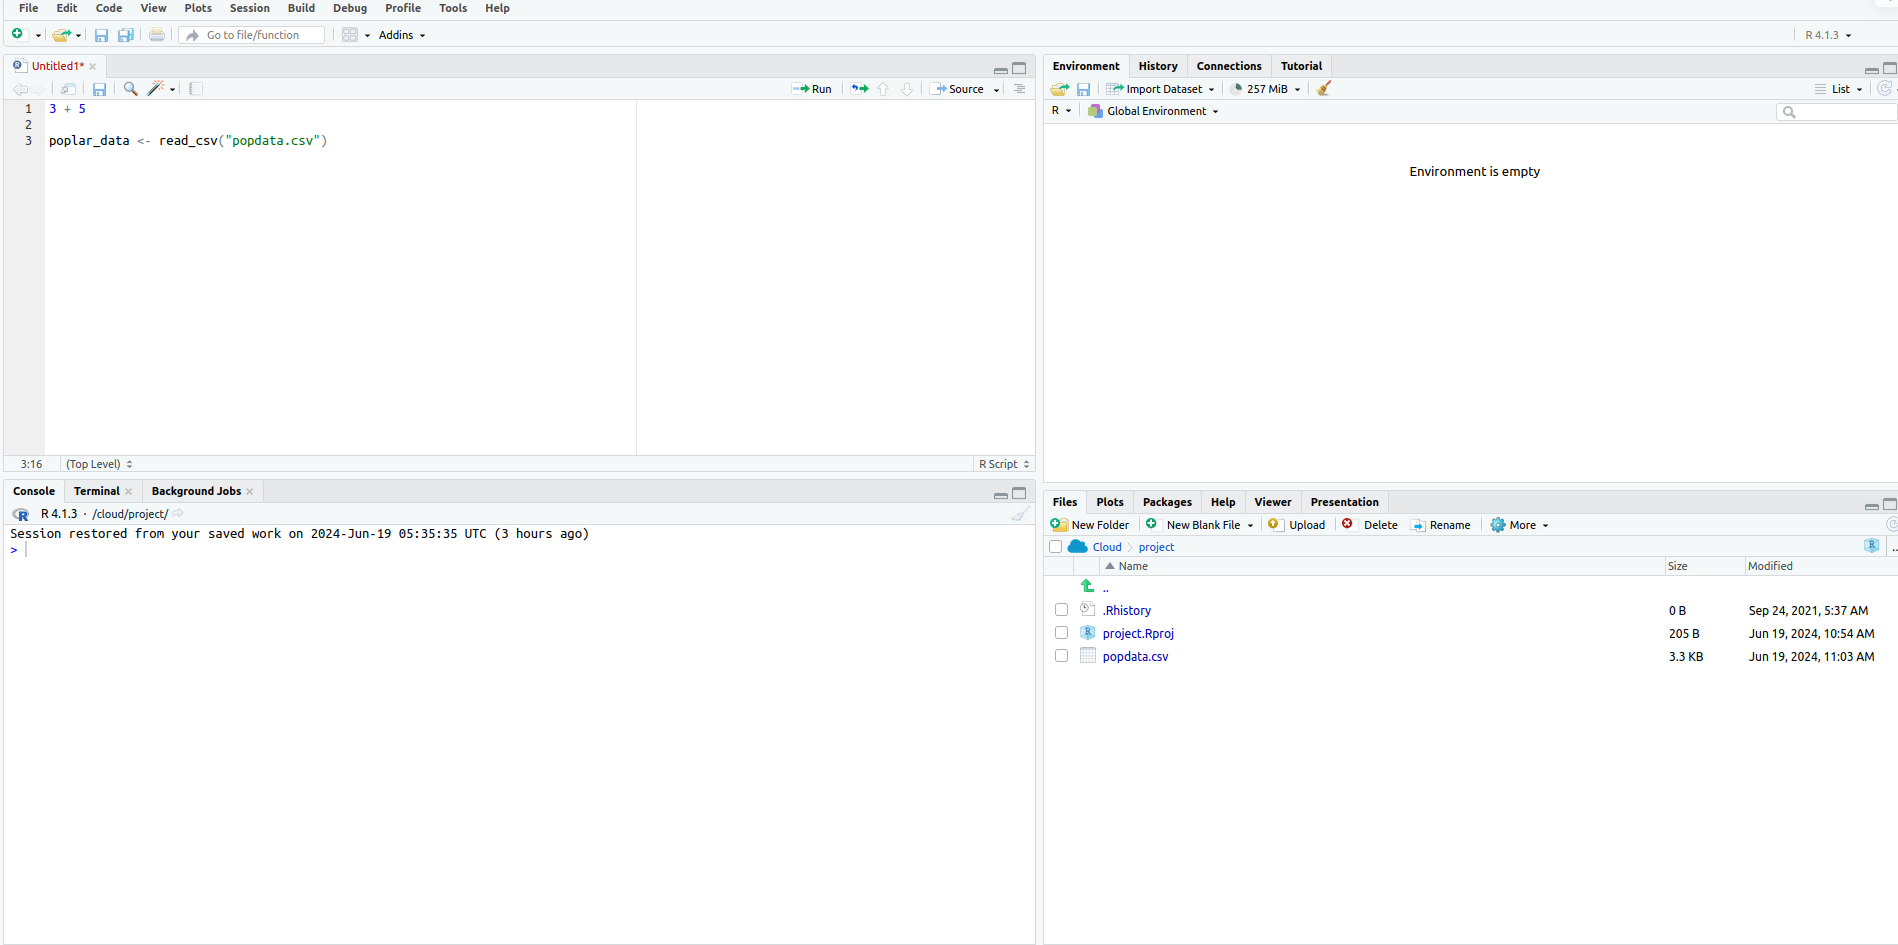 File Edit Code View Plots Session Build Debug Profile Tools Help
Go to file/function Addins R 4.1.3
Untitled1*
Run Source
1 3 + 5
2
3 poplar_data <- read_csv("popdata.csv")
3:16 (Top Level) R Script
Console Terminal Background Jobs
R 4.1.3 · /cloud/project/
Session restored from your saved work on 2024-Jun-19 05:35:35 UTC (3 hours ago)
>
Environment History Connections Tutorial
Import Dataset 257 MiB List
R Global Environment
Environment is empty
Files Plots Packages Help Viewer Presentation
New Folder New Blank File Upload Delete Rename More
Cloud project ...
Name Size Modified
..
.Rhistory 0 B Sep 24, 2021, 5:37 AM
project.Rproj 205 B Jun 19, 2024, 10:54 AM
popdata.csv 3.3 KB Jun 19, 2024, 11:03 AM